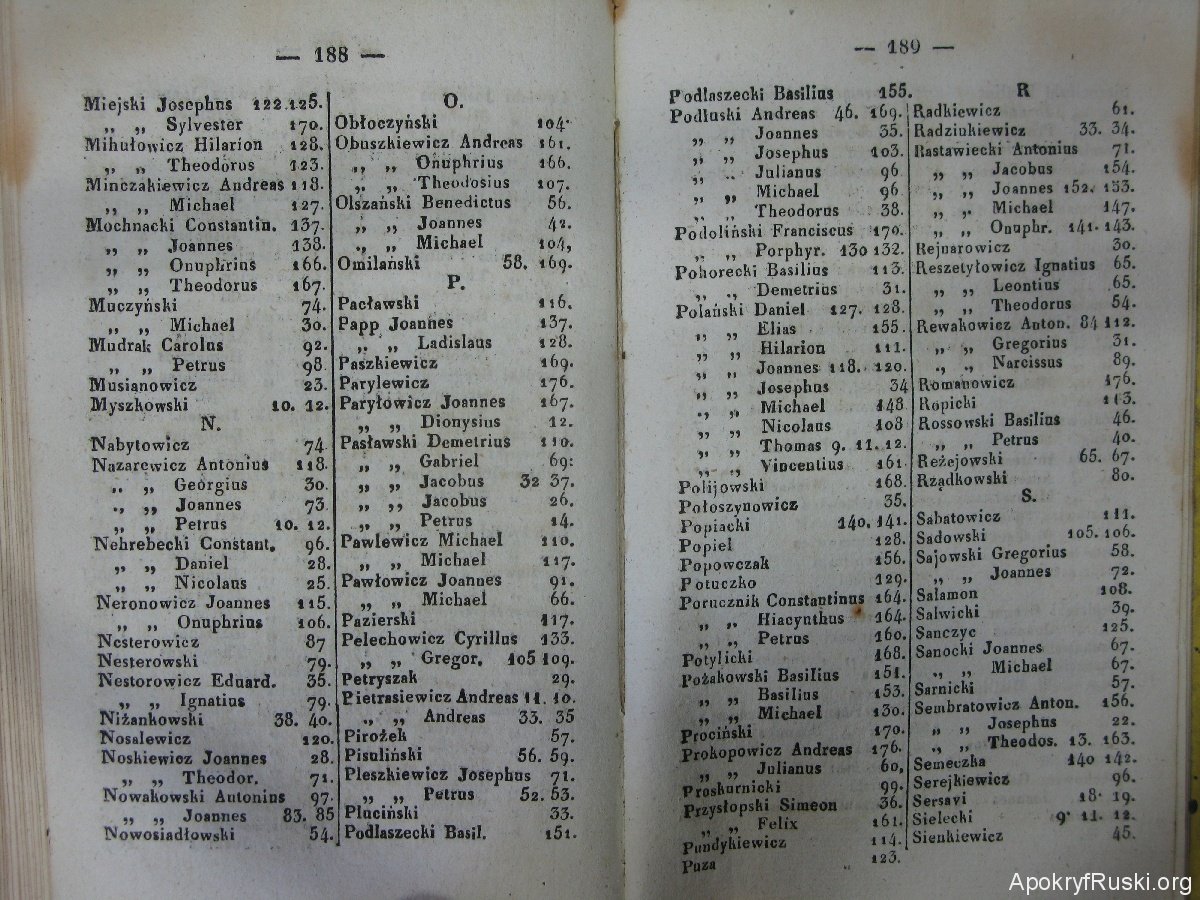 — 188 —
Miejski Josephus 122.125.
„ „ Sylvester 170.
Mihułowicz Hilarion 128.
„ „ Theodorus 123.
Minczakiewicz Andreas 118.
„ „ Michael 127.
Mochnacki Constantin. 137.
„ „ Joannes 138.
„ „ Onuphrius 166.
„ „ Theodorus 167.
Muczyński 74.
„ „ Michael 30.
Mudrak Carolus 92.
„ „ Petrus 98.
Musianowicz 23.
Myszkowski 10. 12.
N.
Nabytowicz 74.
Nazarewicz Antonius 118.
„ „ Georgius 30.
„ „ Joannes 73.
„ „ Petrus 10. 12.
Nehrebecki Constant. 96.
„ „ Daniel 28.
„ „ Nicolaus 25.
Neronowicz Joannes 115.
„ „ Onuphrius 106.
Nesterowicz 87
Nesterowski 79.
Nestorowicz Eduard. 35.
„ „ Ignatius 79.
Niżankowski 38. 40.
Nosalewicz 120.
Noskiewicz Joannes 28.
„ „ Theodor. 71.
Nowakowski Antonius 97.
„ „ Joannes 83. 85
Nowosiadłowski 54.
O.
Obłoczyński 104.
Obuszkiewicz Andreas 161.
„ „ Onuphrius 166.
„ „ Theodosius 107.
Olszański Benedictus 56.
„ „ Joannes 42.
„ „ Michael 104,
Omilański 58. 169.
P.
Pacławski 116.
Papp Joannes 137.
„ „ Ladislaus 128.
Paszkiewicz 169.
Parylewicz 176.
Paryłowicz Joannes 167.
„ „ Dionysius 12.
Pasławski Demetrius 110.
„ „ Gabriel 69:
„ „ Jacobus 32 37.
„ „ Jacobus 26.
„ „ Petrus 14.
Pawlewicz Michael 110.
„ „ Michael 117.
Pawłowicz Joannes 91.
„ „ Michael 66.
Pazierski 117.
Pelechowicz Cyrillus 133.
„ „ Gregor. 105 109.
Petryszak 29.
Pietrasiewicz Andreas 11. 10.
„ „ Andreas 33. 35
Pirożek 57.
Pisuliński 56. 59.
Pleszkiewicz Josephus 71.
„ „ Petrus 52. 53.
Pluciński 33.
Podlaszecki Basil. 151.
— 189 —
Podlaszecki Basilius 155.
Podluski Andreas 46. 169.
„ „ Joannes 35.
„ „ Josephus 103.
„ „ Julianus 96
„ „ Michael 96.
„ „ Theodorus 38.
Podoliński Franciscus 170.
„ „ Porphyr. 130 132.
Pohorecki Basilius 113.
„ „ Demetrius 31.
Polański Daniel 127. 128.
„ „ Elias 155.
„ „ Hilarion 111.
„ „ Joannes 118. 120.
„ „ Josephus 34
„ „ Michael 148
„ „ Nicolaus 108
„ „ Thomas 9. 11. 12.
„ „ Vincentius 161
Polijowski 168.
Połoszynowicz 35.
Popiacki 140. 141.
Popiel 128.
Popowczak 156.
Potuczko 129.
Porucznik Constantinus 164.
„ „ Hiacynthus 164.
„ „ Petrus 160.
Potylicki 168.
Pożakowski Basilius 151.
„ „ Basilius 153.
„ „ Michael 130.
Prociński 170.
Prokopowicz Andreas 176.
„ „ Julianus 60,
Proskurnicki 99.
Przysłopski Simeon 36.
„ „ Felix 161.
Pundykiewicz 114.
Puza 123.
R
Radkiewicz 61.
Radziukiewicz 33. 34.
Rastawiecki Antonius 71.
„ „ Jacobus 154.
„ „ Joannes 152. 153.
„ „ Michael 147.
„ „ Onuphr. 141. 143.
Rejnarowicz 30.
Reszetyłowicz Ignatius 65.
„ „ Leontius 65.
„ „ Theodorus 54.
Rewakowicz Anton. 84 112.
„ „ Gregorius 31.
„ „ Narcissus 89.
Romanowicz 176.
Ropicki 113.
Rossowski Basilius 46.
„ „ Petrus 40.
Reżejowski 65. 67.
Rządkowski 80.
S.
Sabatowicz 111.
Sadowski 105. 106.
Sajowski Gregorius 58.
„ „ Joannes 72.
Salamon 108.
Salwicki 39.
Sanczyc 125.
Sanocki Joannes 67.
„ „ Michael 67.
Sarnicki 57.
Sembratowicz Anton. 156.
„ „ Josephus 22.
„ „ Theodos. 13. 163.
Semeczka 140 142.
Serejkiewicz 96.
Sersavi 18. 19.
Sielecki 9. 11. 12.
Sienkiewicz 45.
ApokryfRuski.org